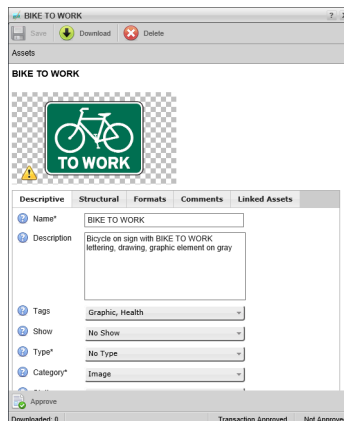 BIKE TO WORK
?
Save Download Delete
Assets
BIKE TO WORK
TO WORK
Descriptive Structural Formats Comments Linked Assets
? Name* BIKE TO WORK
? Description Bicycle on sign with BIKE TO WORK
lettering, drawing, graphic element on gray
? Tags Graphic, Health
? Show No Show
? Type* No Type
? Category* Image
Approve
Downloaded: 0 Transaction Approved Not Approve